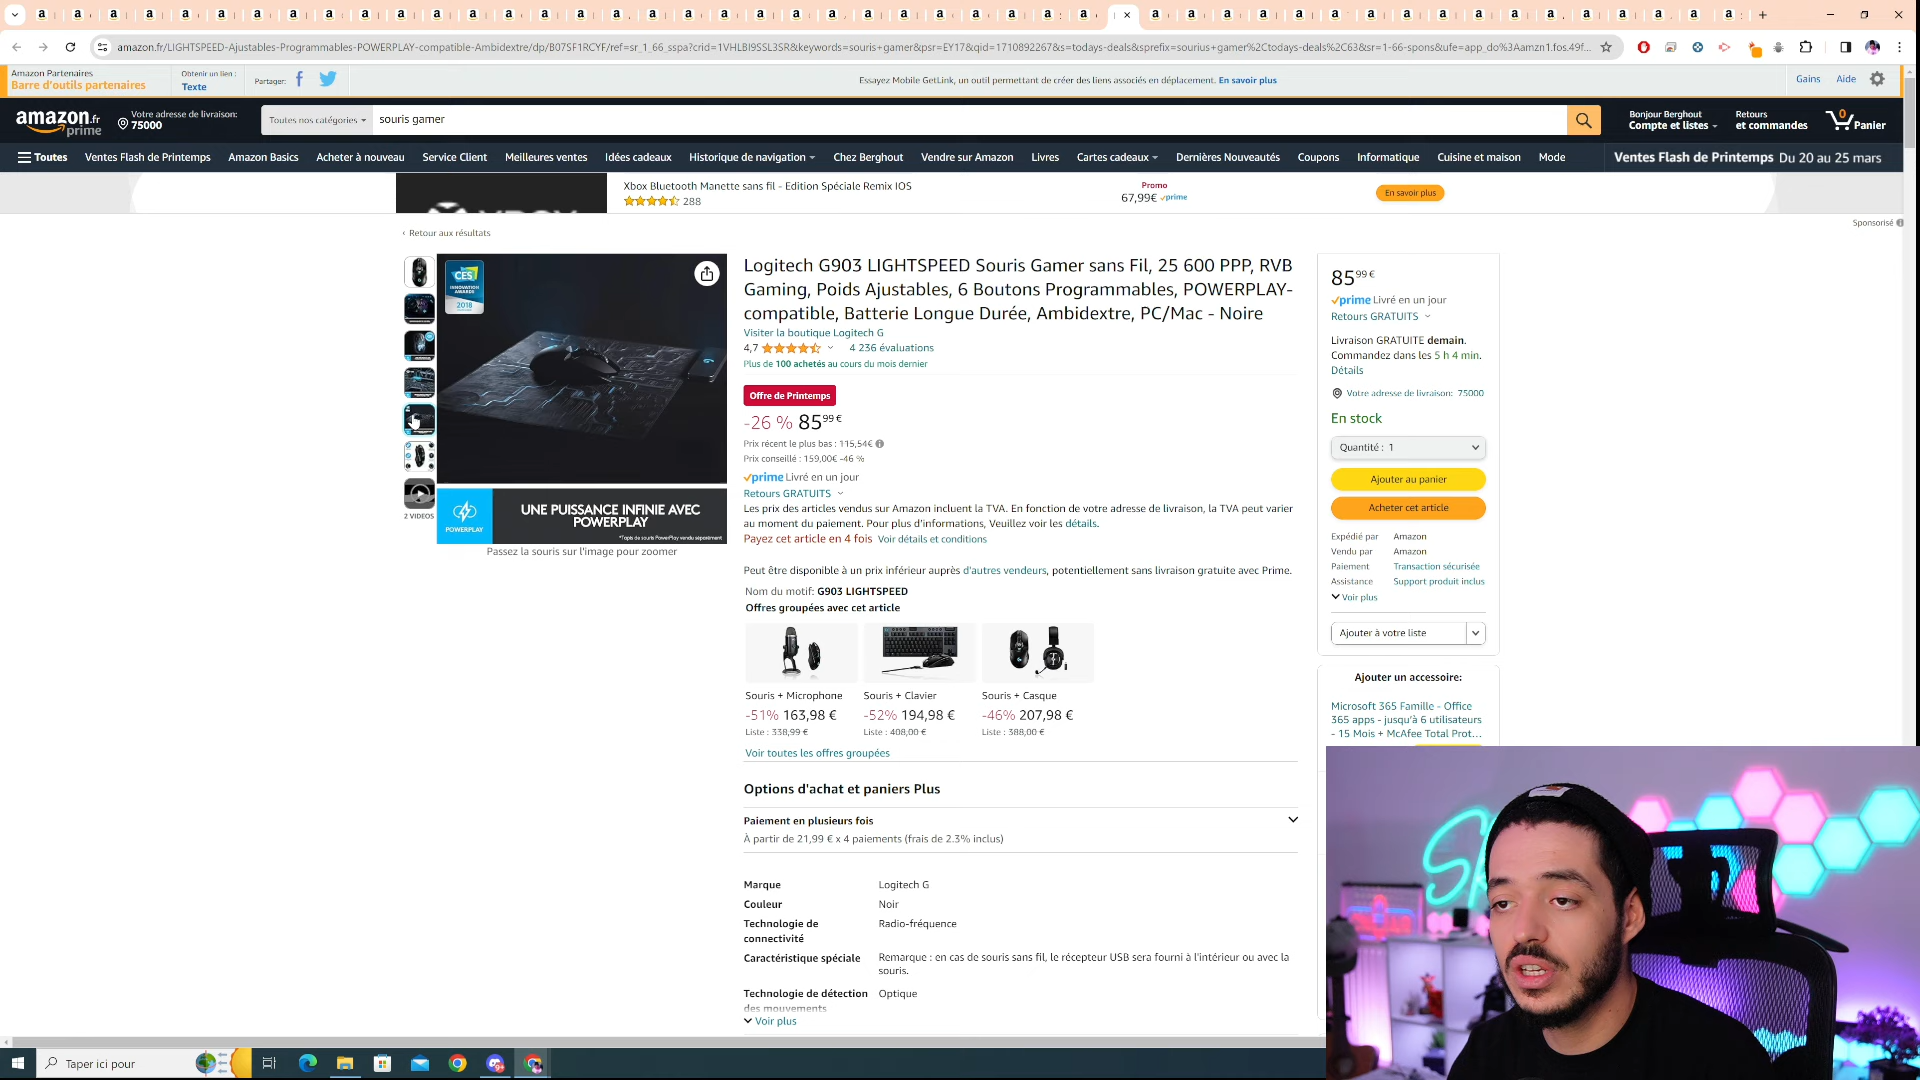 amazon.fr/LIGHTSPEED-Ajustables-Programmables-POWERPLAY-compatible-Ambidextre/dp/B07SF1RCYF/ref=sr_1_66_sspa?crid=1VHLBI9SSL3SR&keywords=souris+gamer&psr=EY17&qid=1710892267&s=todays-deals&sprefix=sourius+gamer%2Ctodays-deals%2C63&sr=1-66-spons&ufe=app_do%3Aamzn1.fos.49f...
Amazon Partenaires
Barre d'outils partenaires
Obtenir un lien :
Texte
Partager:
Essayez Mobile GetLink, un outil permettant de créer des liens associés en déplacement. En savoir plus
Gains
Aide
amazon.fr
prime
Votre adresse de livraison:
75000
Toutes nos catégories
souris gamer
Bonjour Berghout
Compte et listes
Retours
et commandes
0
Panier
Toutes
Ventes Flash de Printemps
Amazon Basics
Acheter à nouveau
Service Client
Meilleures ventes
Idées cadeaux
Historique de navigation
Chez Berghout
Vendre sur Amazon
Livres
Cartes cadeaux
Dernières Nouveautés
Coupons
Informatique
Cuisine et maison
Mode
Ventes Flash de Printemps Du 20 au 25 mars
Xbox Bluetooth Manette sans fil - Edition Spéciale Remix IOS
288
Promo
67,99€ prime
En savoir plus
Sponsorisé
‹ Retour aux résultats
CES
INNOVATION
AWARDS
2018
POWERPLAY
UNE PUISSANCE INFINIE AVEC
POWERPLAY
*Tapis de souris PowerPlay vendu séparément
2 VIDEOS
Passez la souris sur l'image pour zoomer
Logitech G903 LIGHTSPEED Souris Gamer sans Fil, 25 600 PPP, RVB
Gaming, Poids Ajustables, 6 Boutons Programmables, POWERPLAY-
compatible, Batterie Longue Durée, Ambidextre, PC/Mac - Noire
Visiter la boutique Logitech G
4,7
4 236 évaluations
Plus de 100 achetés au cours du mois dernier
Offre de Printemps
-26 % 8599€
Prix récent le plus bas : 115,54€
Prix conseillé : 159,00€ -46 %
prime Livré en un jour
Retours GRATUITS
Les prix des articles vendus sur Amazon incluent la TVA. En fonction de votre adresse de livraison, la TVA peut varier
au moment du paiement. Pour plus d'informations, Veuillez voir les détails.
Payez cet article en 4 fois Voir détails et conditions
Peut être disponible à un prix inférieur auprès d'autres vendeurs, potentiellement sans livraison gratuite avec Prime.
Nom du motif: G903 LIGHTSPEED
Offres groupées avec cet article
Souris + Microphone
-51% 163,98 €
Liste : 338,99 €
Souris + Clavier
-52% 194,98 €
Liste : 408,00 €
Souris + Casque
-46% 207,98 €
Liste : 388,00 €
Voir toutes les offres groupées
Options d'achat et paniers Plus
Paiement en plusieurs fois
À partir de 21,99 € x 4 paiements (frais de 2.3% inclus)
Marque Logitech G
Couleur Noir
Technologie de connectivité Radio-fréquence
Caractéristique spéciale Remarque : en cas de souris sans fil, le récepteur USB sera fourni à l'intérieur ou avec la
souris.
Technologie de détection des mouvements Optique
Voir plus
85 99€
prime Livré en un jour
Retours GRATUITS
Livraison GRATUITE demain.
Commandez dans les 5 h 4 min.
Détails
Votre adresse de livraison: 75000
En stock
Quantité : 1
Ajouter au panier
Acheter cet article
Expédié par Amazon
Vendu par Amazon
Paiement Transaction sécurisée
Assistance Support produit inclus
Voir plus
Ajouter à votre liste
Ajouter un accessoire:
Microsoft 365 Famille - Office
365 apps - jusqu'à 6 utilisateurs
- 15 Mois + McAfee Total Prot...
Taper ici pour